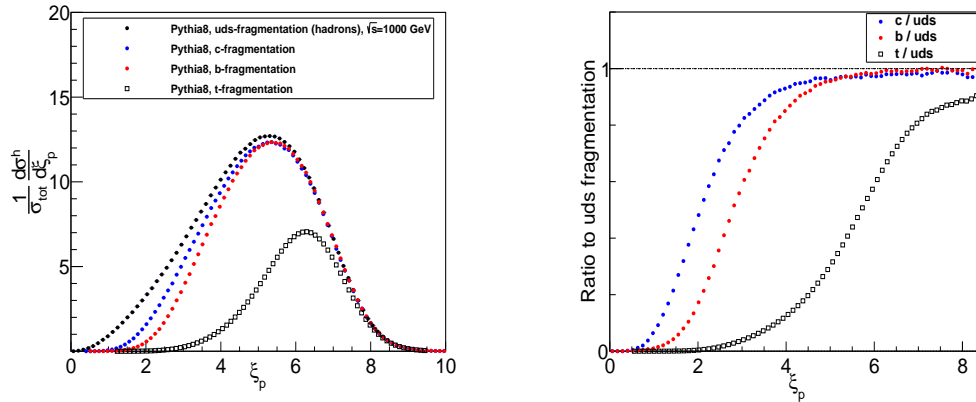 20
15
10
5
0 2 4 6 8 10
ξp
1/σtot dσʰ/dξp
Pythia8, uds-fragmentation (hadrons), √s=1000 GeV
Pythia8, c-fragmentation
Pythia8, b-fragmentation
Pythia8, t-fragmentation
1
0
0 2 4 6 8
ξp
Ratio to uds fragmentation
c / uds
b / uds
t / uds